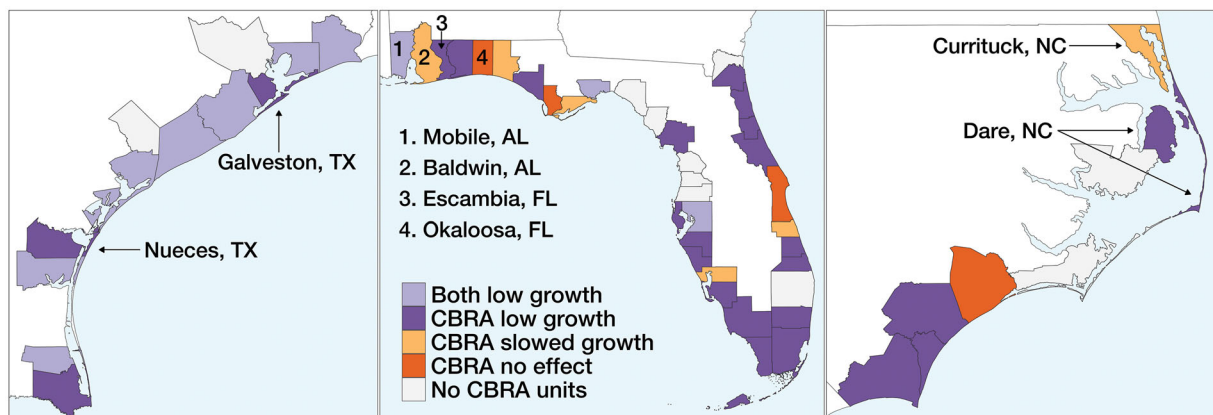 Galveston, TX
Nueces, TX
3
1
2
4
1. Mobile, AL
2. Baldwin, AL
3. Escambia, FL
4. Okaloosa, FL
Both low growth
CBRA low growth
CBRA slowed growth
CBRA no effect
No CBRA units
Currituck, NC
Dare, NC